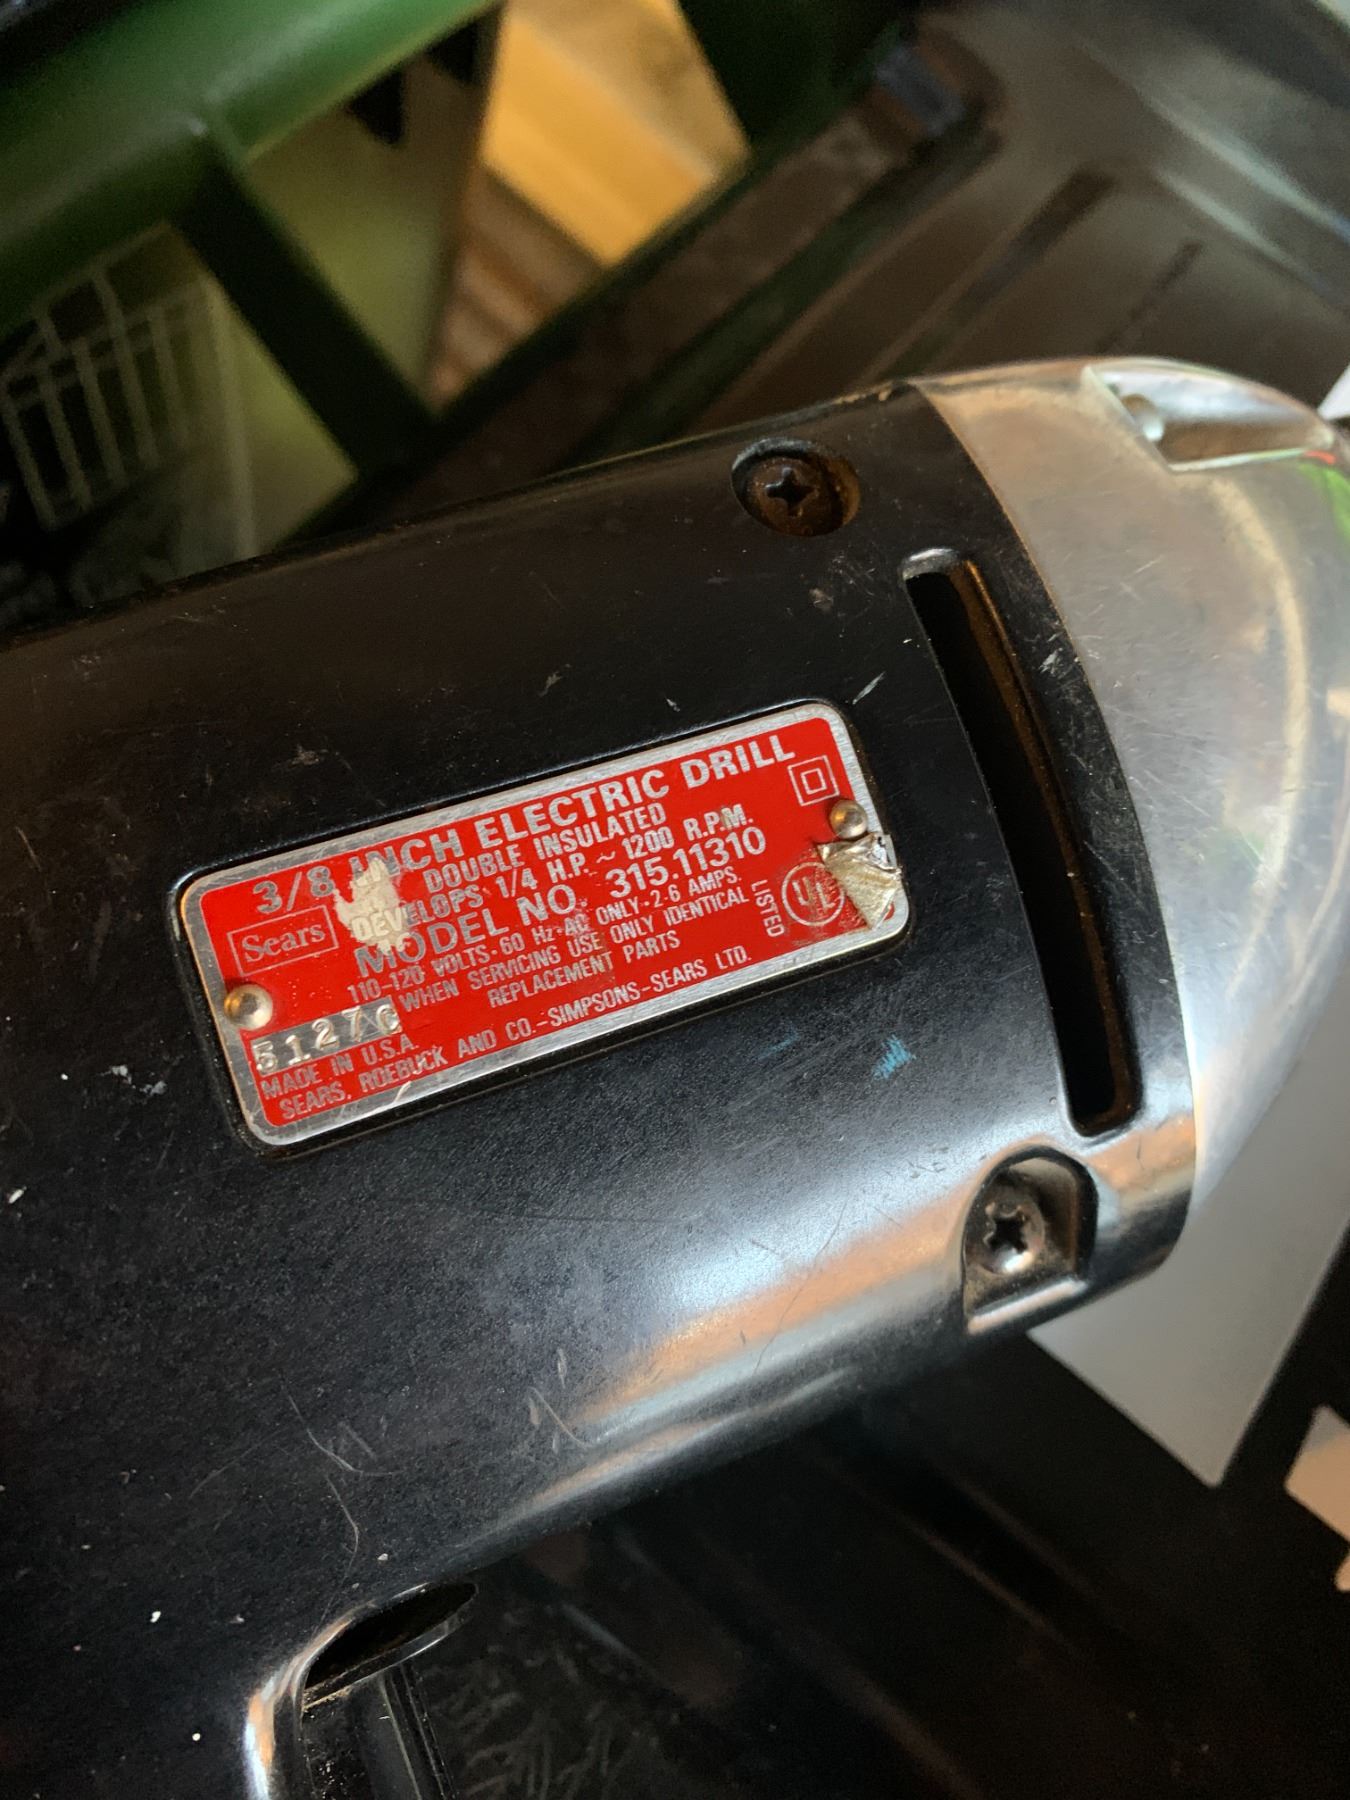 3/8 INCH ELECTRIC DRILL
DOUBLE INSULATED
Sears
DEVELOPS 1/4 H.P. ~ 1200 R.P.M.
MODEL NO. 315.11310
110-120 VOLTS-60 Hz-AC ONLY-2·6 AMPS.
WHEN SERVICING USE ONLY IDENTICAL
REPLACEMENT PARTS
UL
LISTED
MADE IN U.S.A.
SEARS, ROEBUCK AND CO.-SIMPSONS-SEARS LTD.